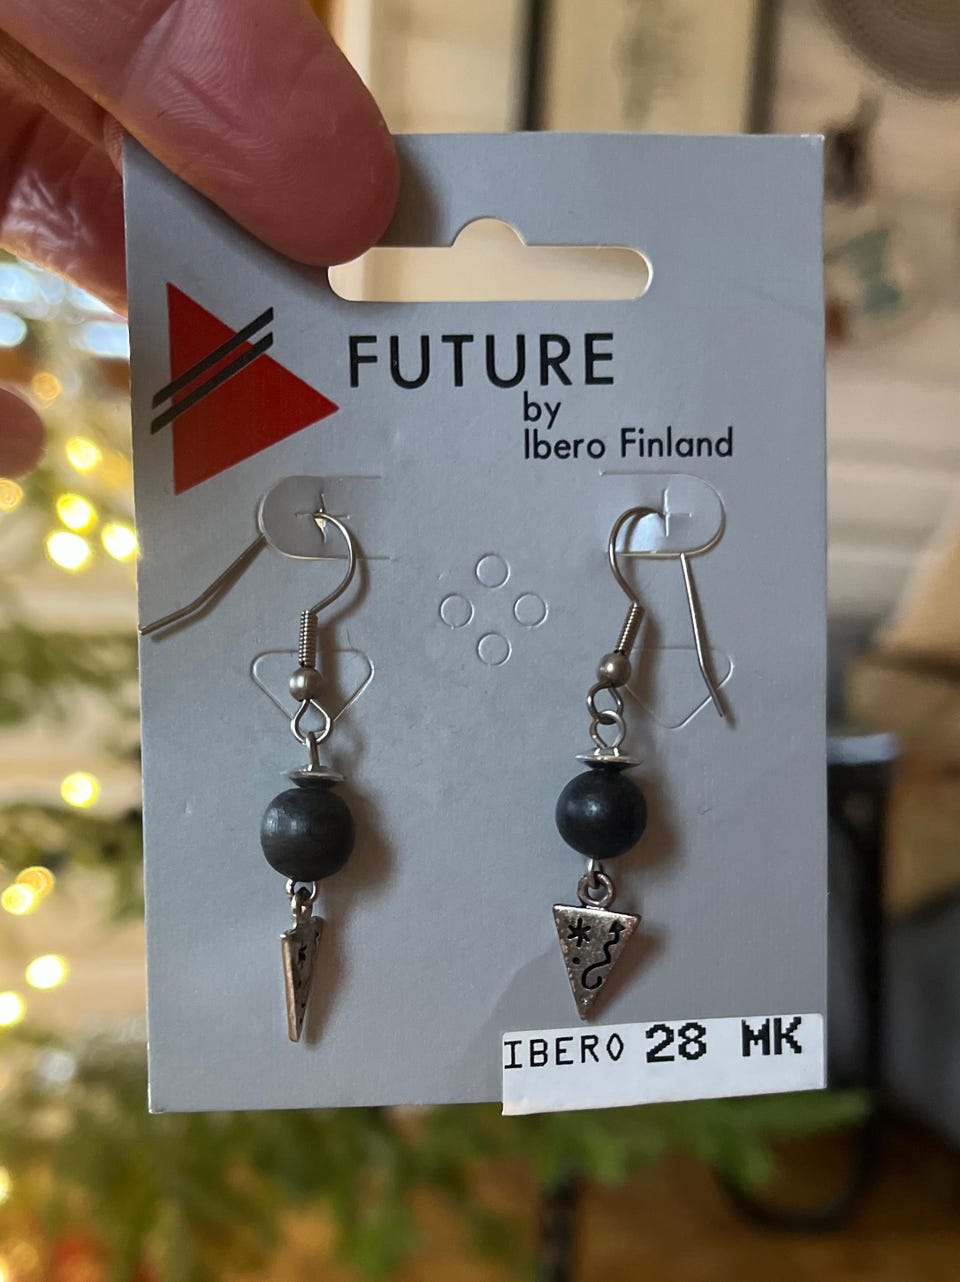 FUTURE
by
Ibero Finland
IBERO 28 MK